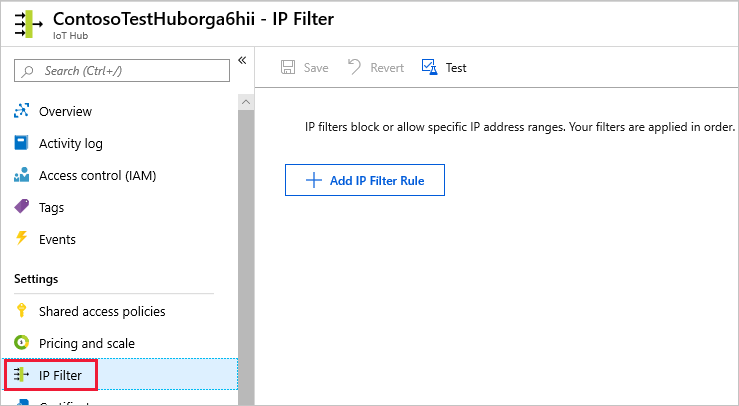 ContosoTestHuborga6hii - IP Filter
IoT Hub
Search (Ctrl+/)
«
Save
Revert
Test
Overview
Activity log
Access control (IAM)
Tags
Events
Settings
Shared access policies
Pricing and scale
IP Filter
IP filters block or allow specific IP address ranges. Your filters are applied in order.
Add IP Filter Rule